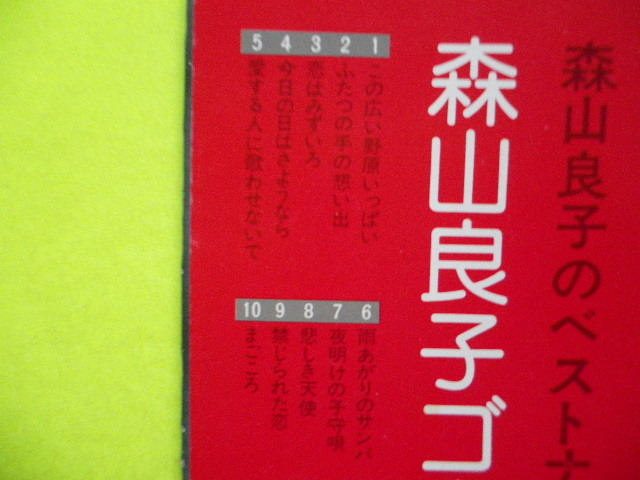 森山良子のベスト
森山良子ゴ
1 この広い野原いっぱい
2 ふたつの手の想い出
3 恋はみずいろ
4 今日の日はさようなら
5 愛する人に歌わせないで
6 雨あがりのサンバ
7 夜明けの子守唄
8 悲しき天使
9 禁じられた恋
10 まごころ